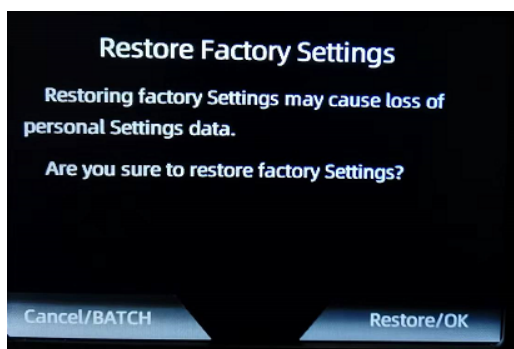 Restore Factory Settings
Restoring factory Settings may cause loss of
personal Settings data.
Are you sure to restore factory Settings?
Cancel/BATCH
Restore/OK